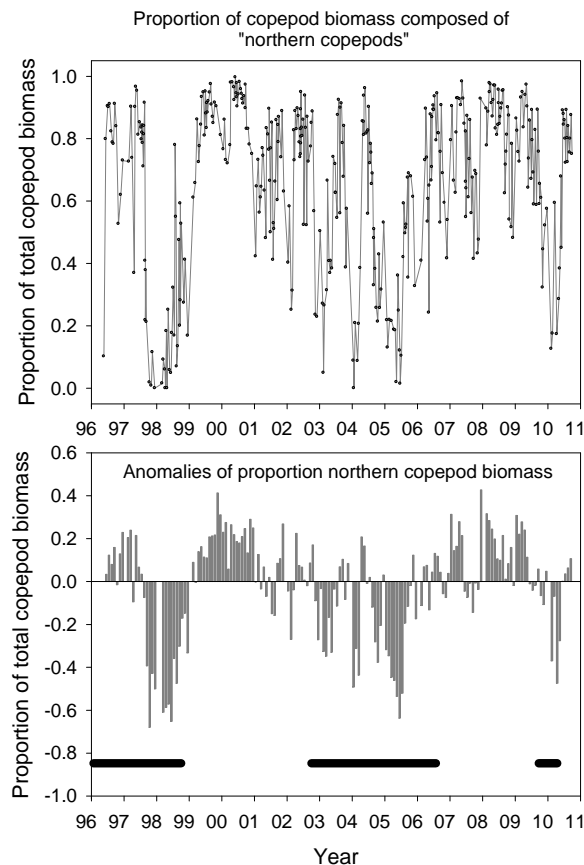 Proportion of copepod biomass composed of
"northern copepods"
Proportion of total copepod biomass
1.0
0.8
0.6
0.4
0.2
0.0
96 97 98 99 00 01 02 03 04 05 06 07 08 09 10 11
Anomalies of proportion northern copepod biomass
Proportion of total copepod biomass
0.6
0.4
0.2
0.0
-0.2
-0.4
-0.6
-0.8
-1.0
96 97 98 99 00 01 02 03 04 05 06 07 08 09 10 11
Year